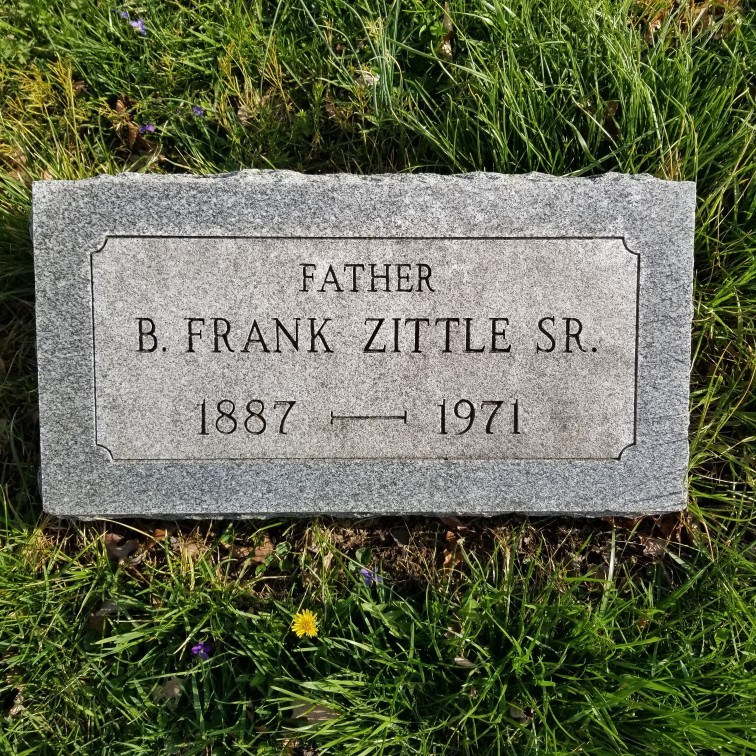 FATHER
B. FRANK ZITTLE SR.
1887 — 1971